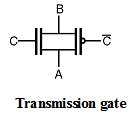 B
C C̅
A
Transmission gate